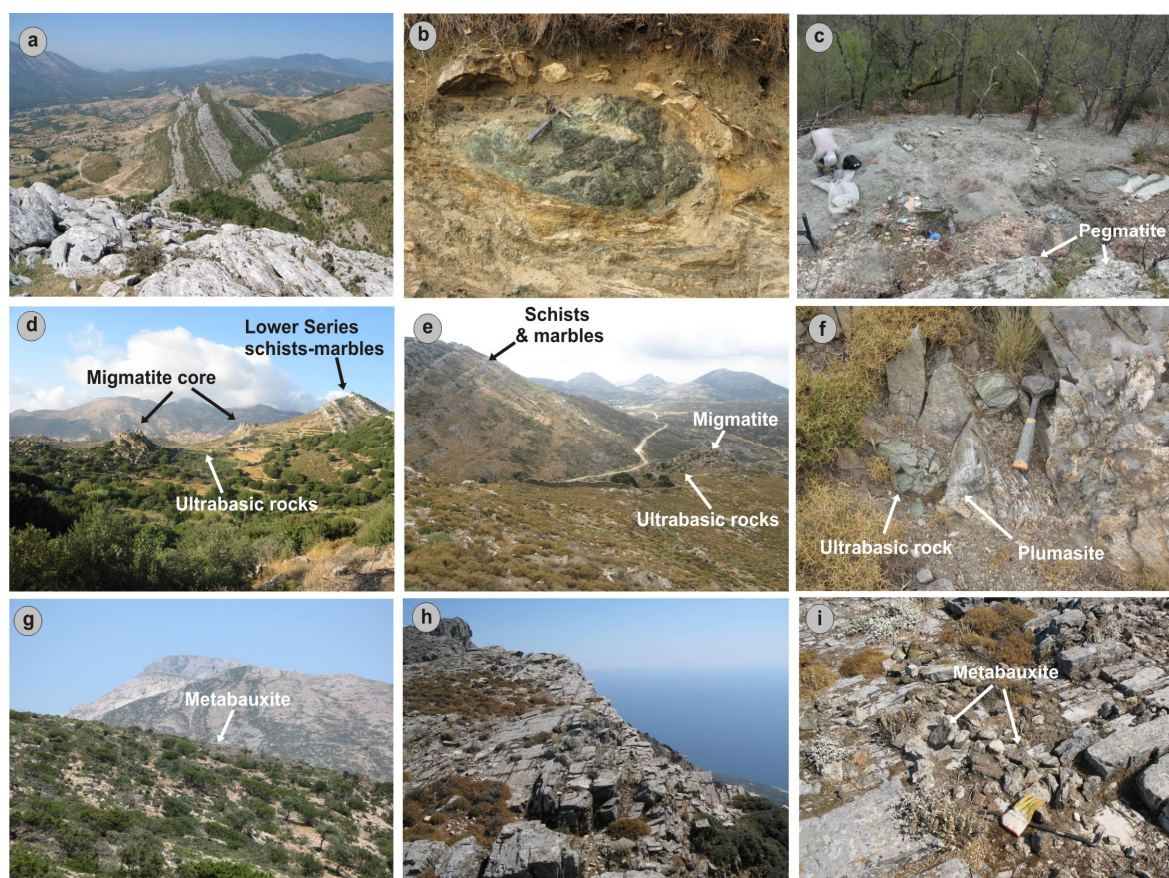 a
b
c
Pegmatite
d
Lower Series
schists-marbles
Migmatite core
Ultrabasic rocks
e
Schists
& marbles
Migmatite
Ultrabasic rocks
f
Ultrabasic rock
Plumasite
g
Metabauxite
h
i
Metabauxite